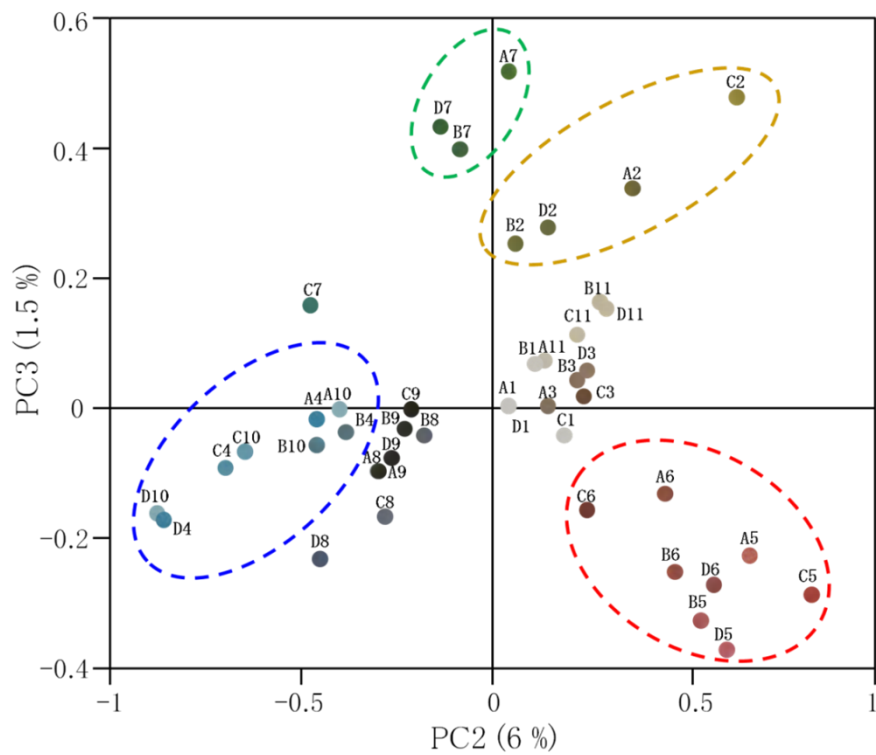 0.6
A7
C2
D7
B7
0.4
A2
D2
B2
0.2
C7
B11
D11
C11
A11
B1
D3
B3
C3
A10
A4
C9
A1
A3
0
B4
B9
B8
D1
C1
C10
C4
B10
D9
A8
A9
A6
C6
D10
D4
C8
-0.2
D8
B6
D6
A5
C5
B5
D5
-0.4
-1
-0.5
0
0.5
1
PC3 (1.5 %)
PC2 (6 %)